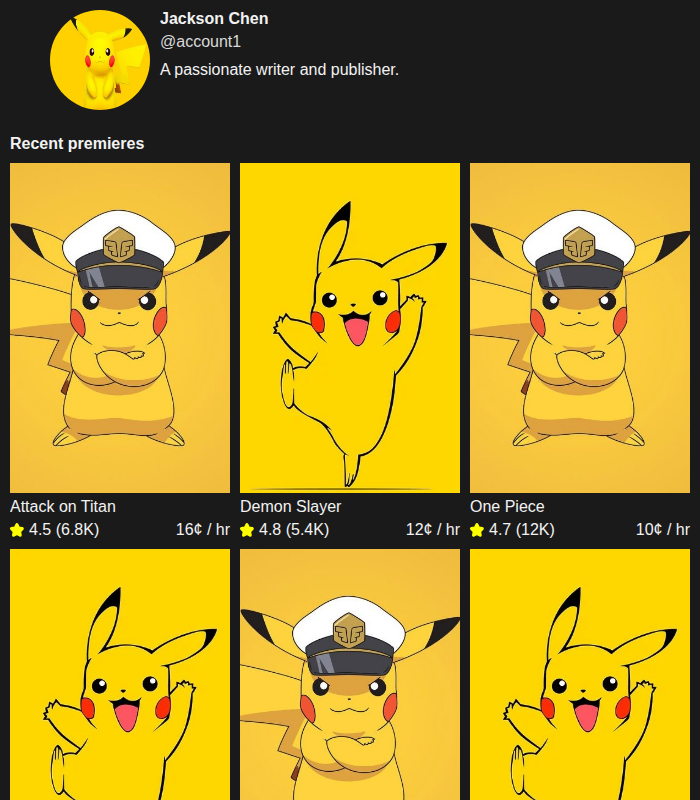 Jackson Chen
@account1
A passionate writer and publisher.
Recent premieres
Attack on Titan
4.5 (6.8K) 16¢ / hr
Demon Slayer
4.8 (5.4K) 12¢ / hr
One Piece
4.7 (12K) 10¢ / hr